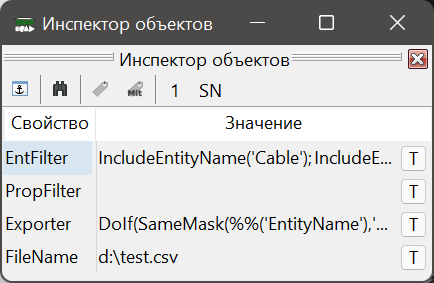 Инспектор объектов
Инспектор объектов
1 SN
Свойство Значение
EntFilter IncludeEntityName('Cable'); IncludeE... T
PropFilter T
Exporter DoIf(SameMask(%%('EntityName'),'... T
FileName d:\test.csv T